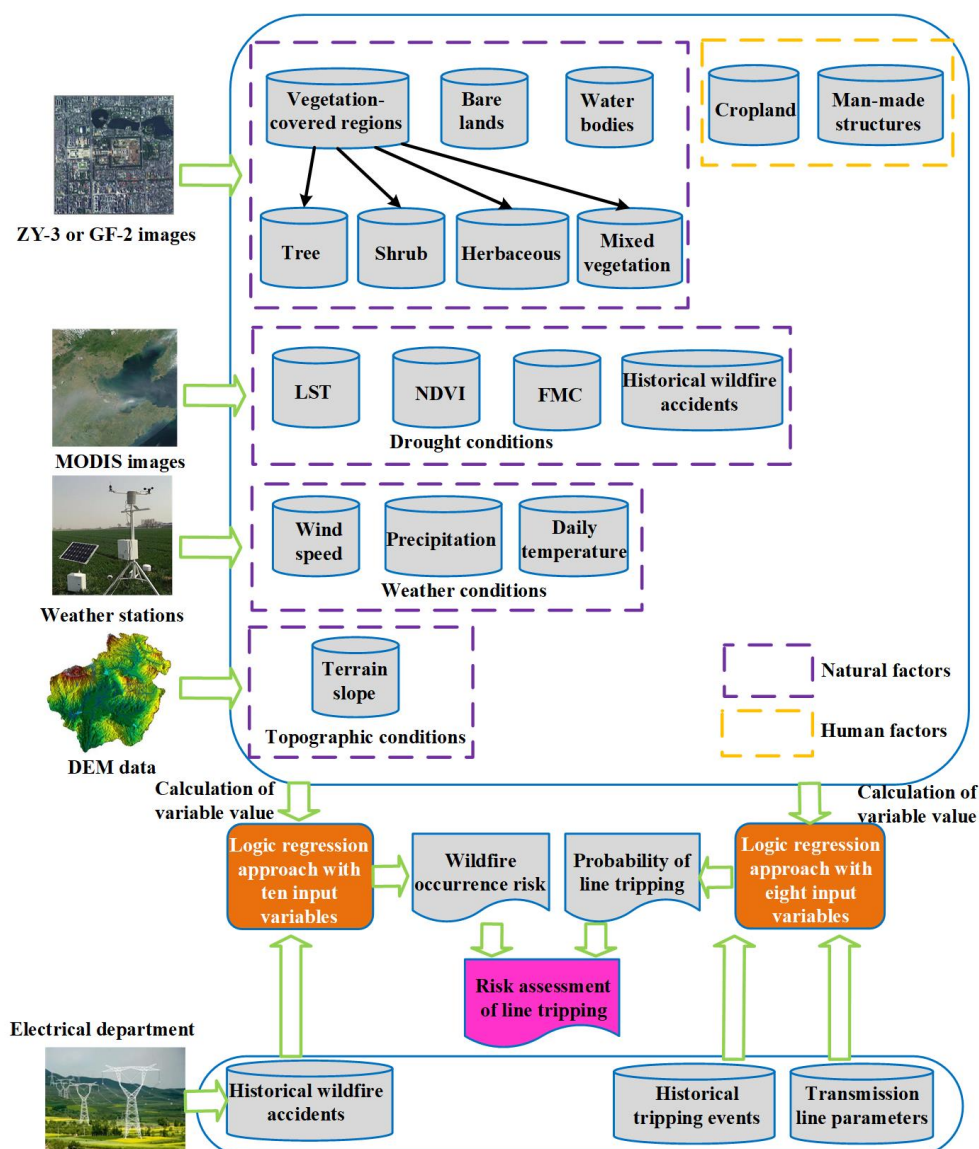 Vegetation-
covered regions
Bare
lands
Water
bodies
Cropland
Man-made
structures
ZY-3 or GF-2 images
Tree
Shrub
Herbaceous
Mixed
vegetation
LST
NDVI
FMC
Historical wildfire
accidents
Drought conditions
MODIS images
Wind
speed
Precipitation
Daily
temperature
Weather conditions
Weather stations
Terrain
slope
Topographic conditions
DEM data
Natural factors
Human factors
Calculation of
variable value
Calculation of
variable value
Logic regression
approach with
ten input
variables
Wildfire
occurrence risk
Probability of
line tripping
Logic regression
approach with
eight input
variables
Risk assessment
of line tripping
Electrical department
Historical wildfire
accidents
Historical
tripping events
Transmission
line parameters